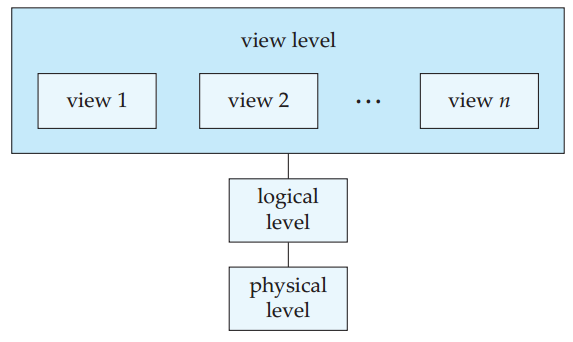 view level
view 1
view 2
...
view n
logical
level
physical
level